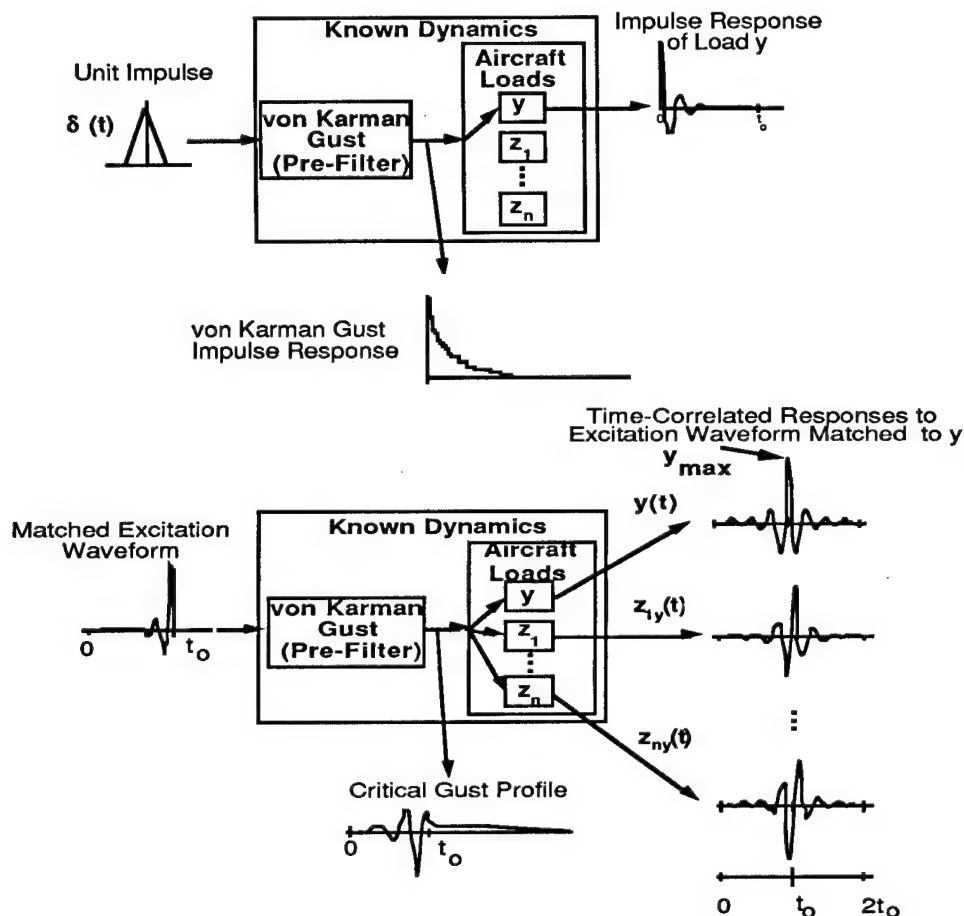 Known Dynamics
Impulse Response
of Load y
Unit Impulse
δ (t)
von Karman
Gust
(Pre-Filter)
Aircraft
Loads
y
z1
⋮
zn
0
to
von Karman Gust
Impulse Response
Time-Correlated Responses to
Excitation Waveform Matched to y
ymax
Matched Excitation
Waveform
0
to
Known Dynamics
von Karman
Gust
(Pre-Filter)
Aircraft
Loads
y
z1
⋮
zn
y(t)
z1y(t)
⋮
zny(t)
Critical Gust Profile
0
to
0
to
2to